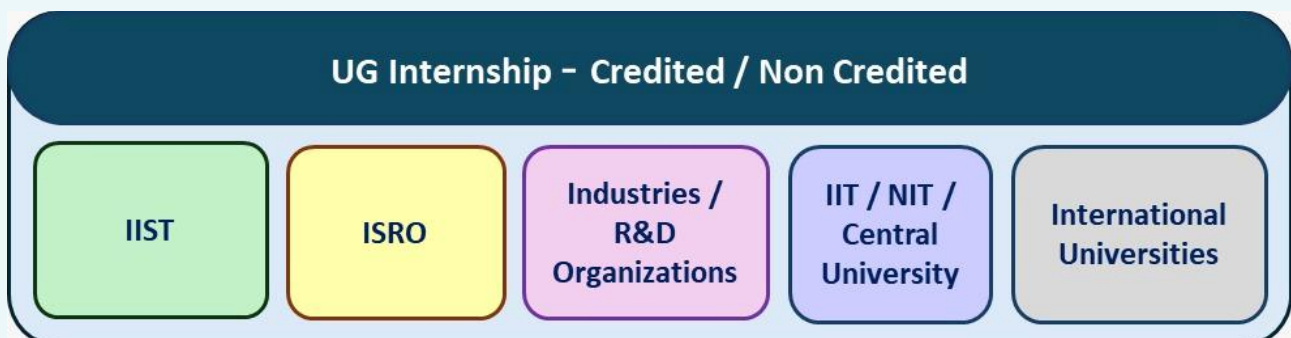 UG Internship - Credited / Non Credited
IIST
ISRO
Industries /
R&D
Organizations
IIT / NIT /
Central
University
International
Universities